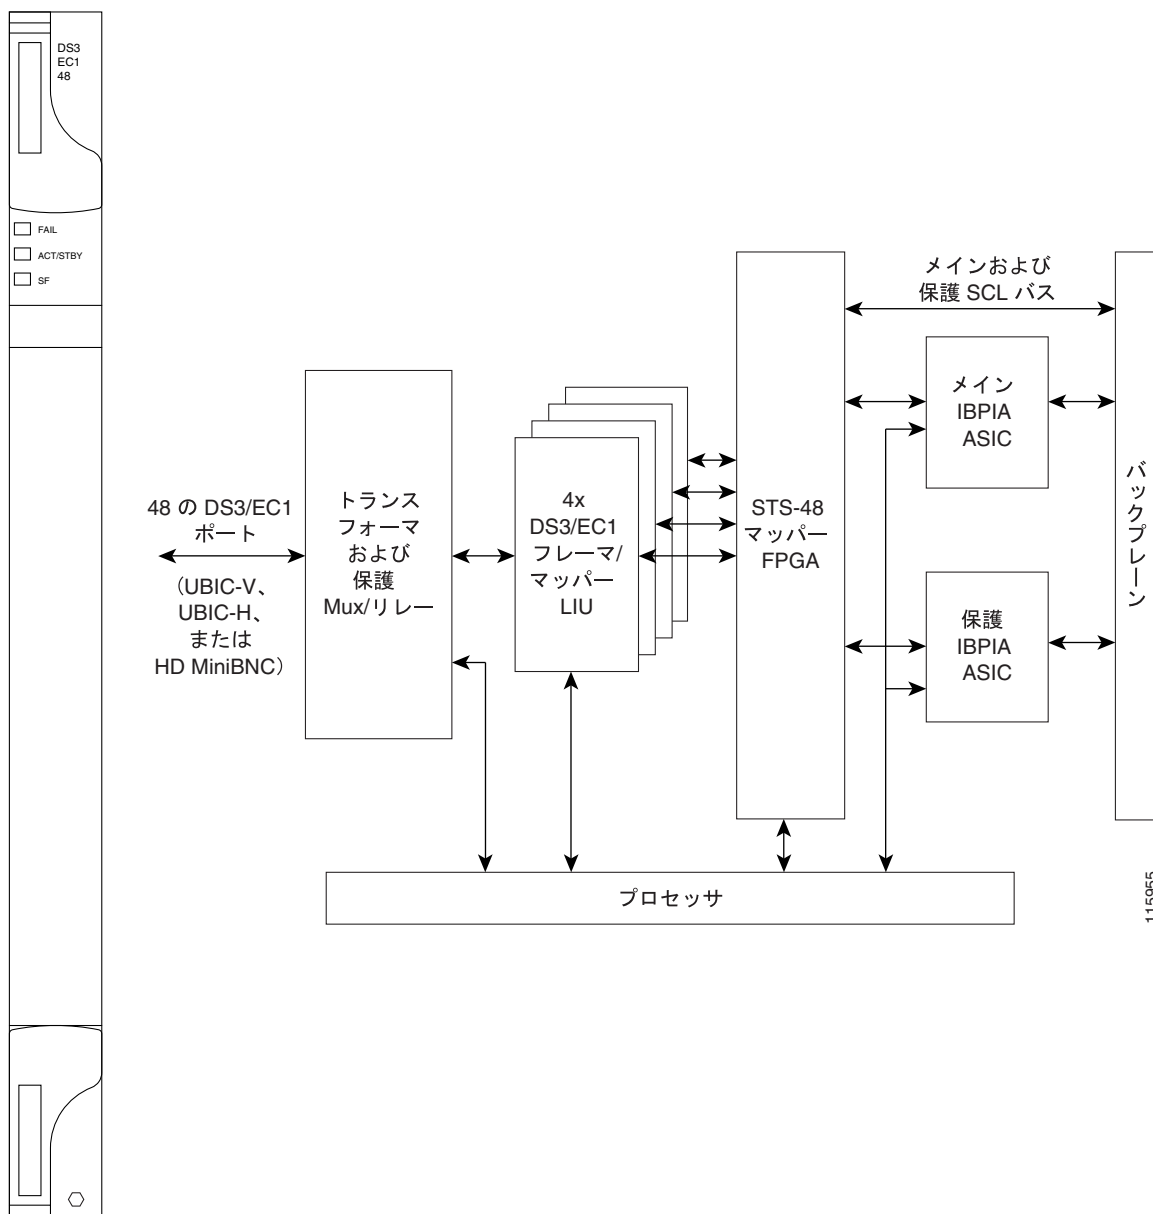 DS3
EC1
48
FAIL
ACT/STBY
SF
48 の DS3/EC1
ポート
（UBIC-V、
UBIC-H、
または
HD MiniBNC）
トランス
フォーマ
および
保護
Mux/リレー
4x
DS3/EC1
フレーマ/
マッパー
LIU
STS-48
マッパー
FPGA
メインおよび
保護 SCL バス
メイン
IBPIA
ASIC
保護
IBPIA
ASIC
バックプレーン
プロセッサ
115955